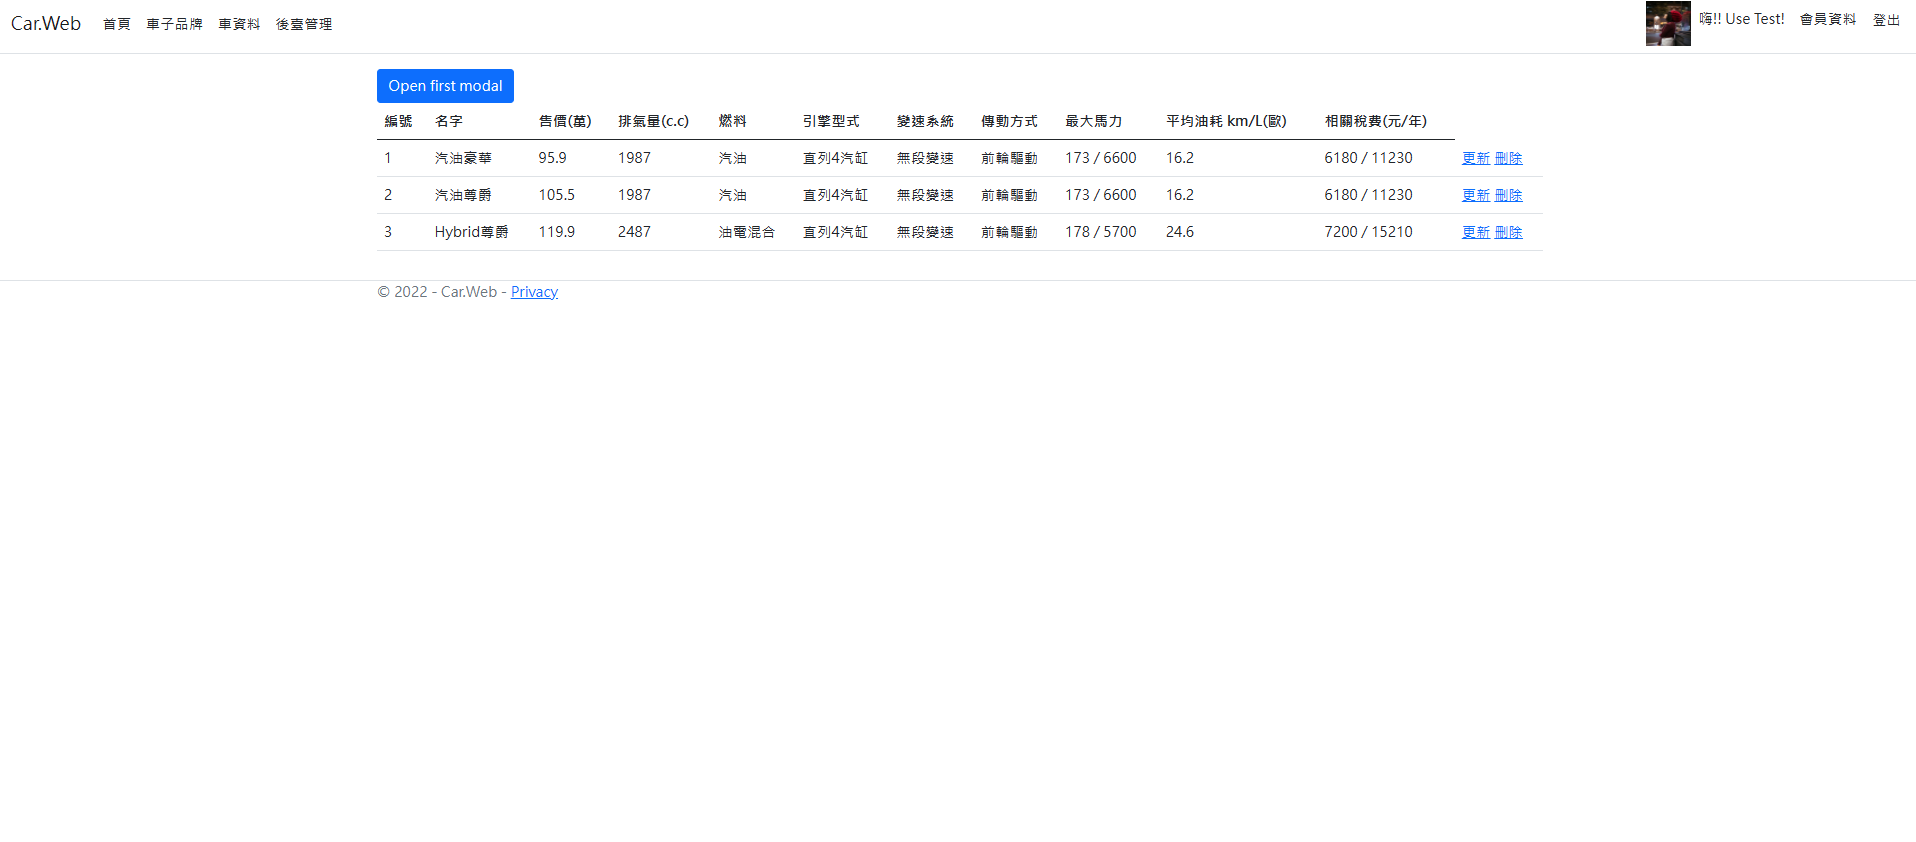 Car.Web 首頁 車子品牌 車資料 後臺管理 嗨!! Use Test! 會員資料 登出
Open first modal
編號 名字 售價(萬) 排氣量(c.c) 燃料 引擎型式 變速系統 傳動方式 最大馬力 平均油耗 km/L(歐) 相關稅費(元/年)
1 汽油豪華 95.9 1987 汽油 直列4汽缸 無段變速 前輪驅動 173 / 6600 16.2 6180 / 11230 更新 刪除
2 汽油尊爵 105.5 1987 汽油 直列4汽缸 無段變速 前輪驅動 173 / 6600 16.2 6180 / 11230 更新 刪除
3 Hybrid尊爵 119.9 2487 油電混合 直列4汽缸 無段變速 前輪驅動 178 / 5700 24.6 7200 / 15210 更新 刪除
© 2022 - Car.Web - Privacy